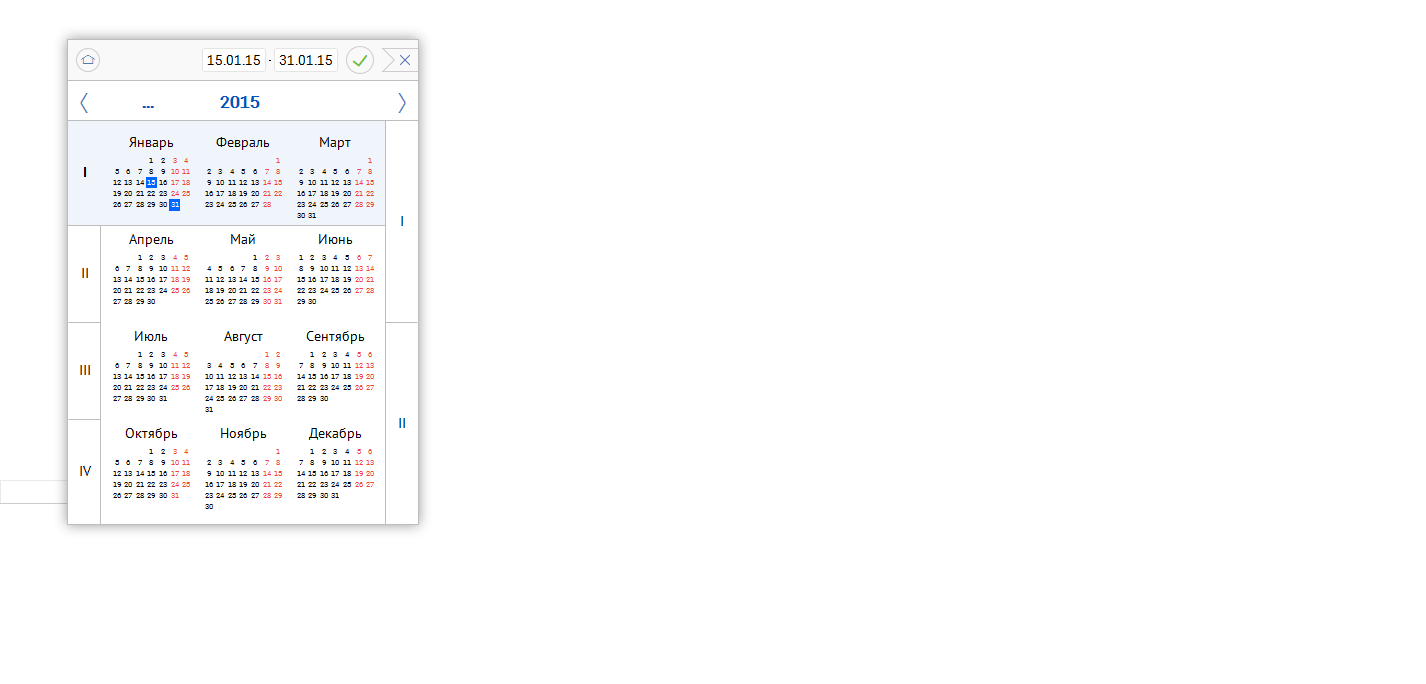 15.01.15 - 31.01.15
... 2015
I
Январь Февраль Март
1 2 3 4 1 1
5 6 7 8 9 10 11 2 3 4 5 6 7 8 2 3 4 5 6 7 8
12 13 14 15 16 17 18 9 10 11 12 13 14 15 9 10 11 12 13 14 15
19 20 21 22 23 24 25 16 17 18 19 20 21 22 16 17 18 19 20 21 22
26 27 28 29 30 31 23 24 25 26 27 28 23 24 25 26 27 28 29
30 31
I
II
Апрель Май Июнь
1 2 3 4 5 1 2 3 1 2 3 4 5 6 7
6 7 8 9 10 11 12 4 5 6 7 8 9 10 8 9 10 11 12 13 14
13 14 15 16 17 18 19 11 12 13 14 15 16 17 15 16 17 18 19 20 21
20 21 22 23 24 25 26 18 19 20 21 22 23 24 22 23 24 25 26 27 28
27 28 29 30 25 26 27 28 29 30 31 29 30
III
Июль Август Сентябрь
1 2 3 4 5 1 2 1 2 3 4 5 6
6 7 8 9 10 11 12 3 4 5 6 7 8 9 7 8 9 10 11 12 13
13 14 15 16 17 18 19 10 11 12 13 14 15 16 14 15 16 17 18 19 20
20 21 22 23 24 25 26 17 18 19 20 21 22 23 21 22 23 24 25 26 27
27 28 29 30 31 24 25 26 27 28 29 30 28 29 30
31
II
IV
Октябрь Ноябрь Декабрь
1 2 3 4 1 1 2 3 4 5 6
5 6 7 8 9 10 11 2 3 4 5 6 7 8 7 8 9 10 11 12 13
12 13 14 15 16 17 18 9 10 11 12 13 14 15 14 15 16 17 18 19 20
19 20 21 22 23 24 25 16 17 18 19 20 21 22 21 22 23 24 25 26 27
26 27 28 29 30 31 23 24 25 26 27 28 29 28 29 30 31
30